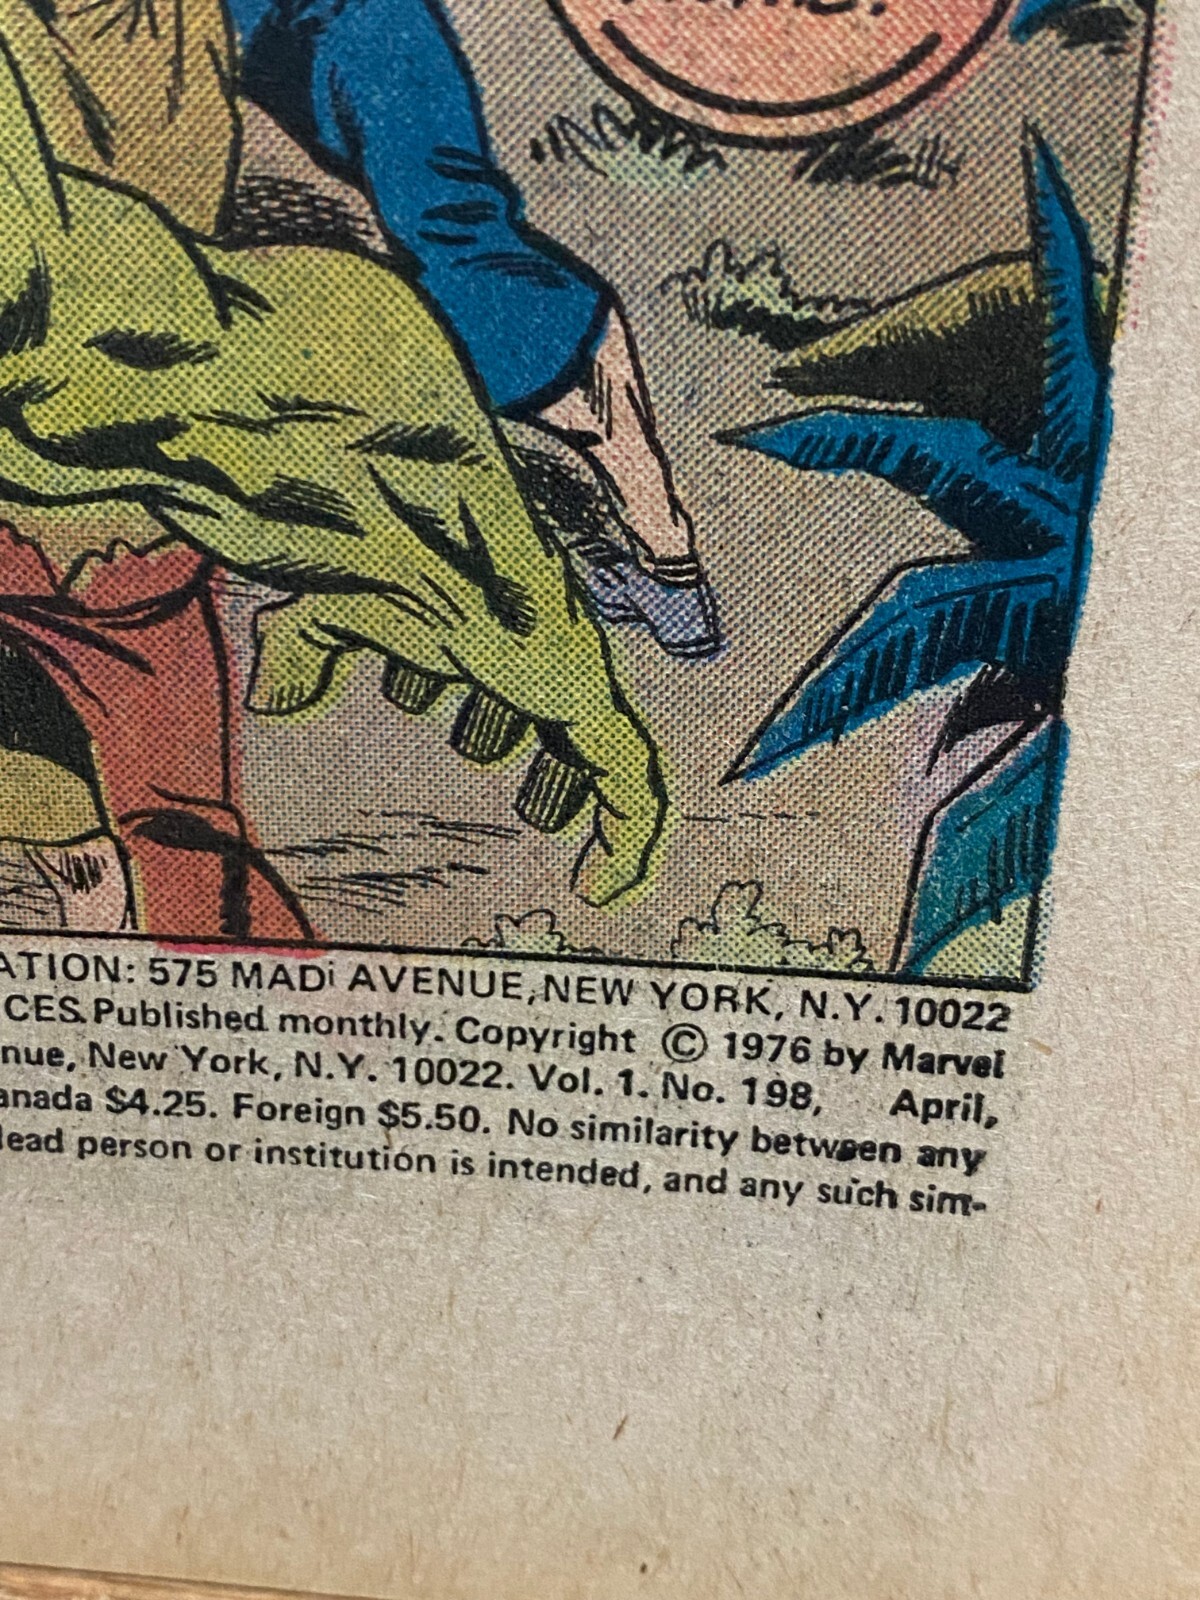 ATION: 575 MADi AVENUE, NEW YORK, N.Y. 10022
CES. Published monthly. Copyright © 1976 by Marvel
nue, New York, N.Y. 10022. Vol. 1. No. 198, April,
anada $4.25. Foreign $5.50. No similarity between any
lead person or institution is intended, and any such sim-